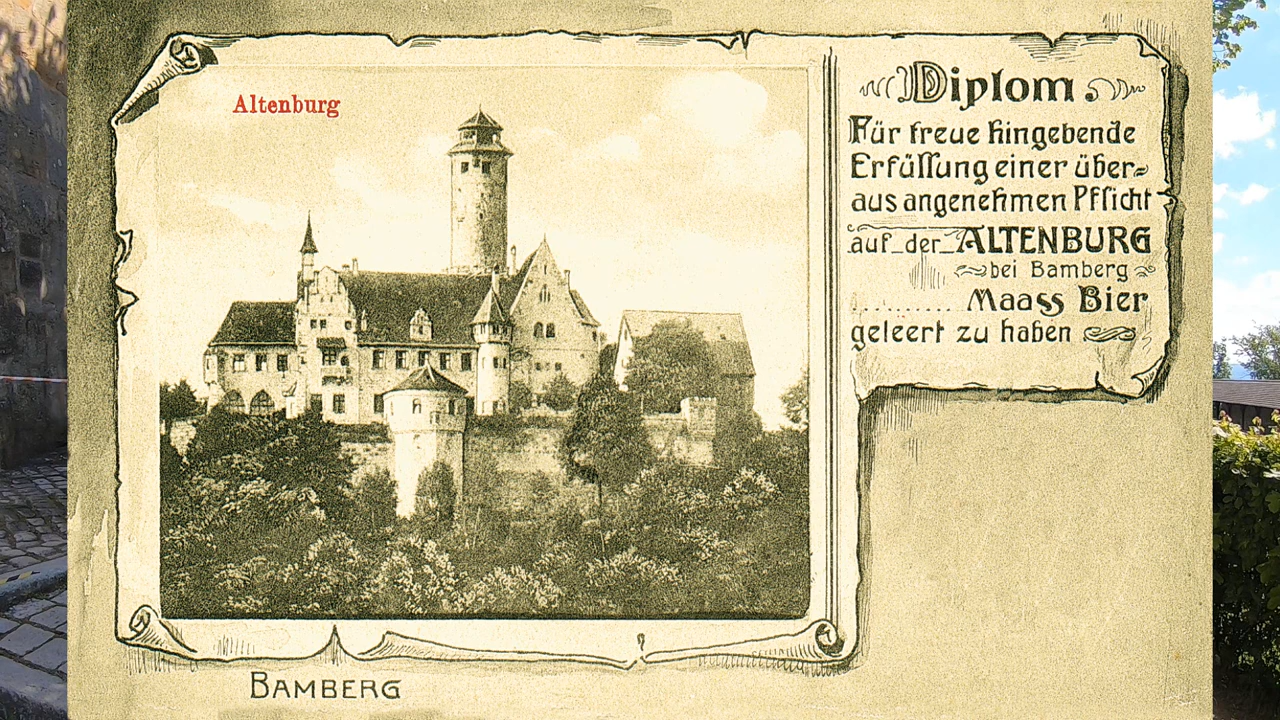 Altenburg
Diplom
Für treue hingebende
Erfüllung einer über-
aus angenehmen Pflicht
auf der ALTENBURG
bei Bamberg
.......... Maass Bier
geleert zu haben
BAMBERG